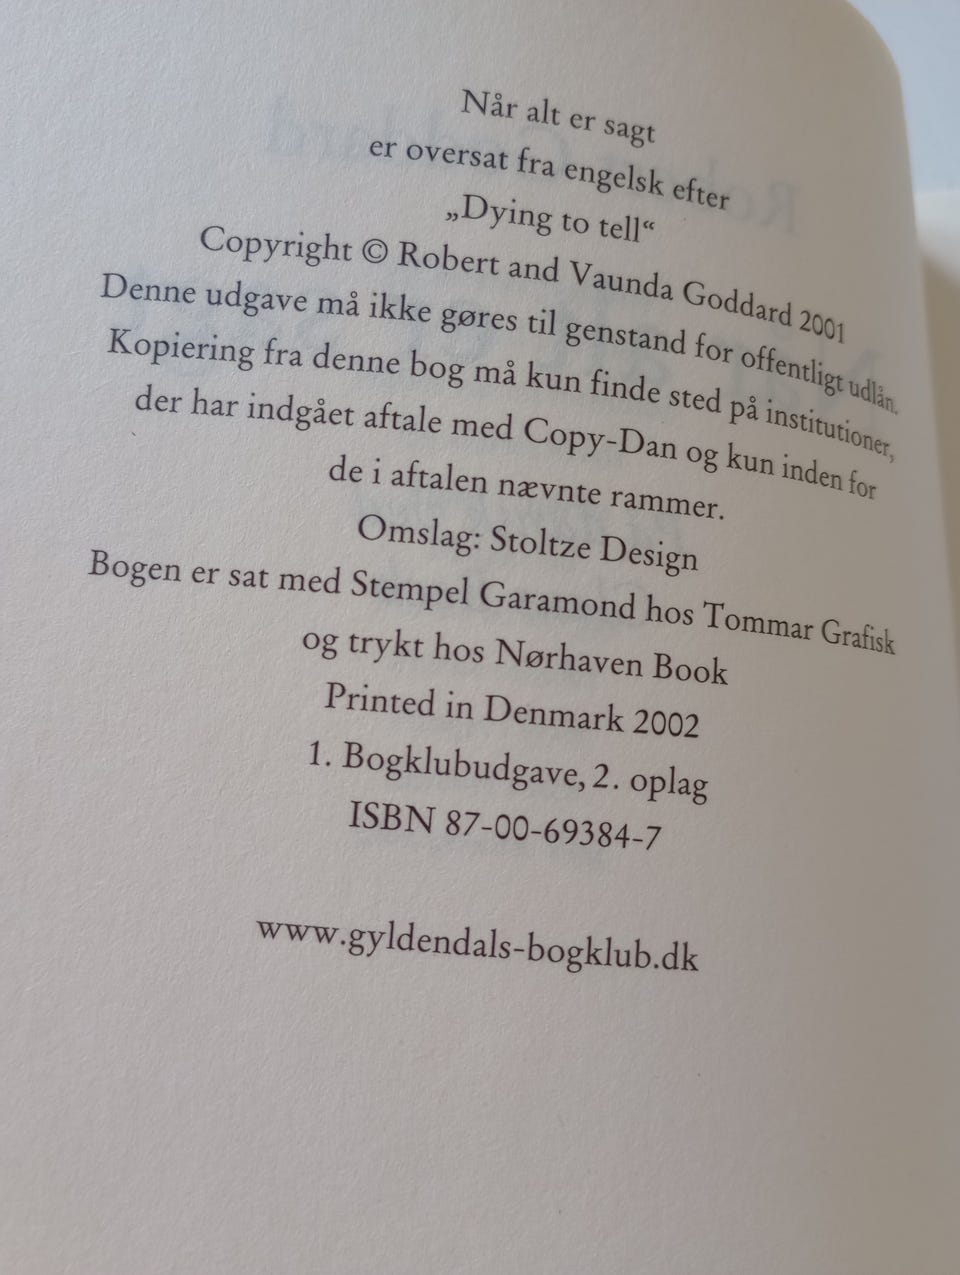 Når alt er sagt
er oversat fra engelsk efter
„Dying to tell“
Copyright © Robert and Vaunda Goddard 2001
Denne udgave må ikke gøres til genstand for offentligt udlån.
Kopiering fra denne bog må kun finde sted på institutioner,
der har indgået aftale med Copy-Dan og kun inden for
de i aftalen nævnte rammer.
Omslag: Stoltze Design
Bogen er sat med Stempel Garamond hos Tommar Grafisk
og trykt hos Nørhaven Book
Printed in Denmark 2002
1. Bogklubudgave, 2. oplag
ISBN 87-00-69384-7
www.gyldendals-bogklub.dk